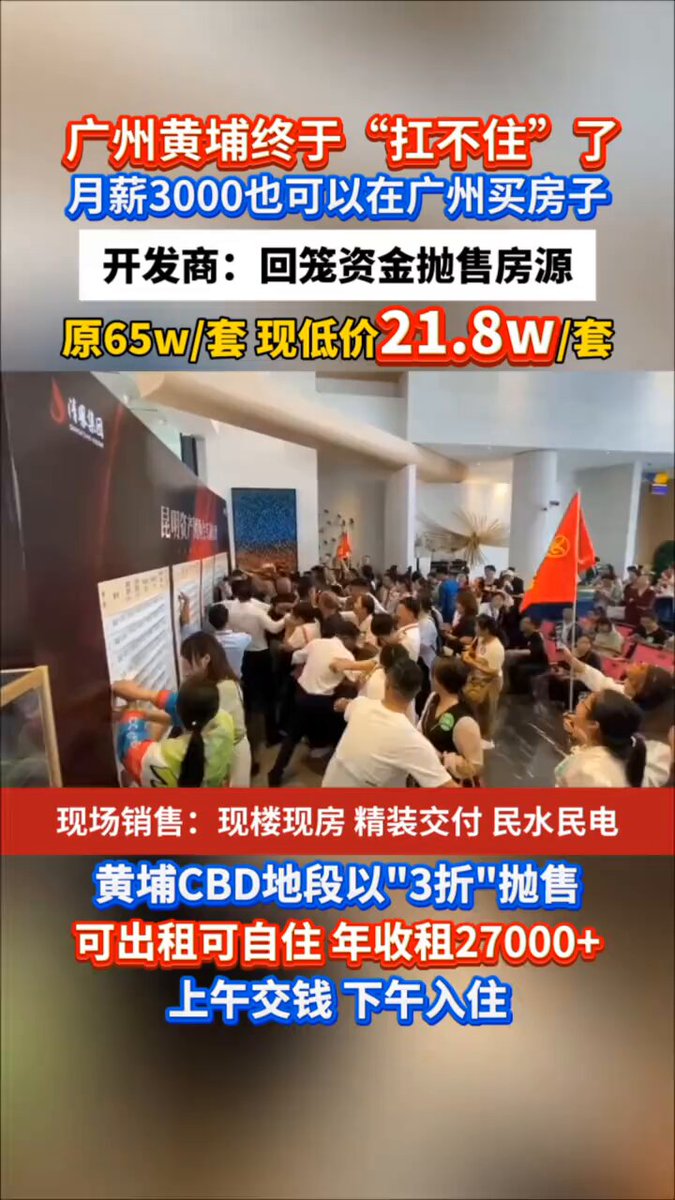 广州黄埔终于“扛不住”了
月薪3000也可以在广州买房子
开发商：回笼资金抛售房源
原65w/套 现低价21.8w/套
现场销售：现楼现房 精装交付 民水民电
黄埔CBD地段以"3折"抛售
可出租可自住 年收租27000+
上午交钱 下午入住